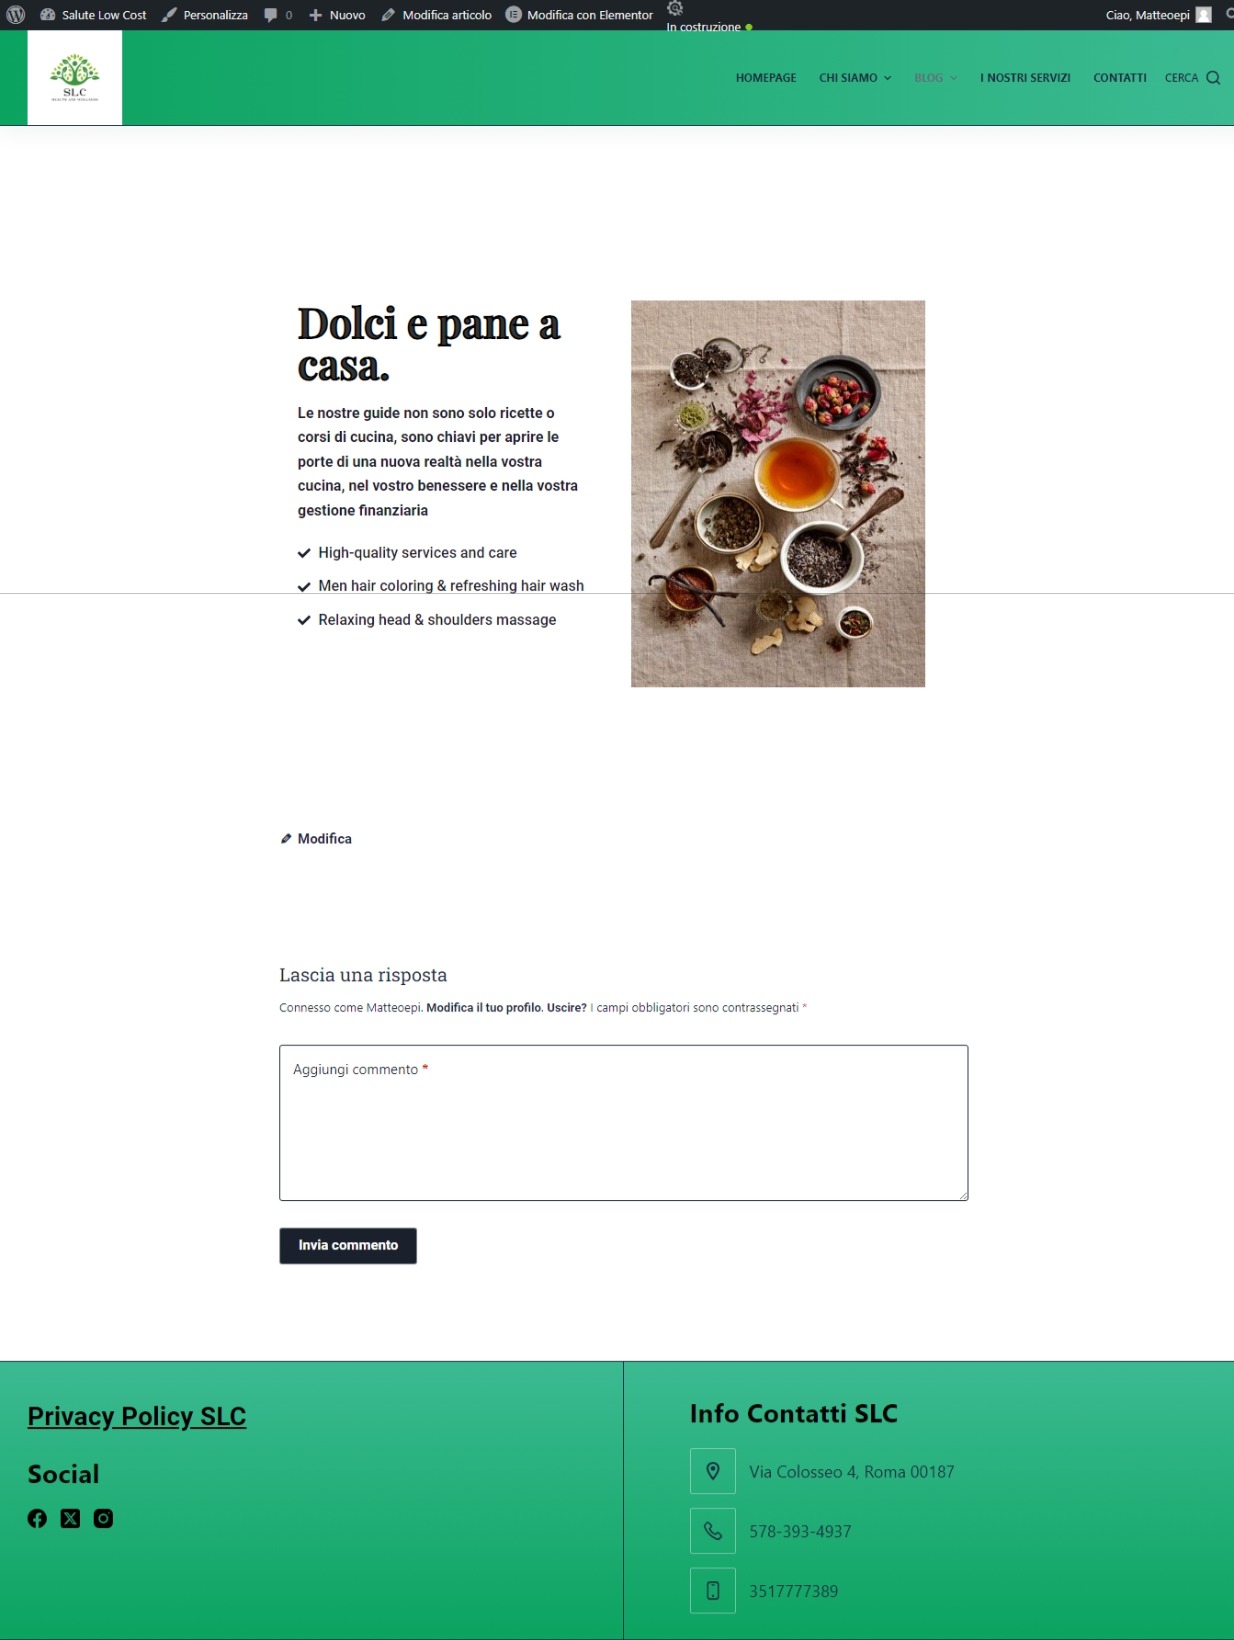 Salute Low Cost Personalizza 0 Nuovo Modifica articolo Modifica con Elementor In costruzione Ciao, Matteoepi
SLC
HEALTH AND WELLNESS
HOMEPAGE CHI SIAMO BLOG I NOSTRI SERVIZI CONTATTI CERCA
Dolci e pane a
casa.
Le nostre guide non sono solo ricette o
corsi di cucina, sono chiavi per aprire le
porte di una nuova realtà nella vostra
cucina, nel vostro benessere e nella vostra
gestione finanziaria
High-quality services and care
Men hair coloring & refreshing hair wash
Relaxing head & shoulders massage
Modifica
Lascia una risposta
Connesso come Matteoepi. Modifica il tuo profilo. Uscire? I campi obbligatori sono contrassegnati *
Aggiungi commento *
Invia commento
Privacy Policy SLC
Social
Info Contatti SLC
Via Colosseo 4, Roma 00187
578-393-4937
3517777389